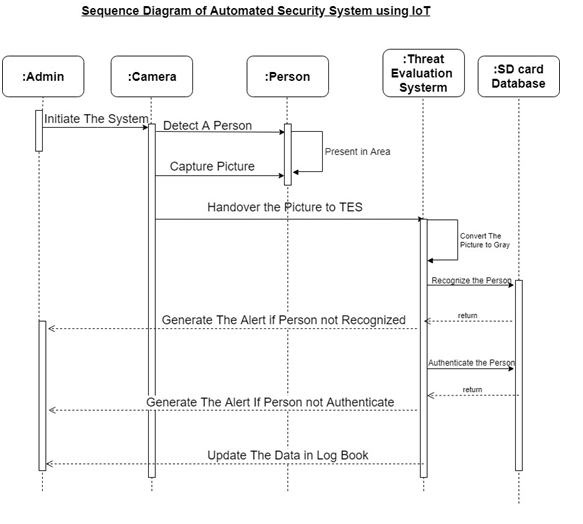 Sequence Diagram of Automated Security System using IoT
:Admin
:Camera
:Person
:Threat
Evaluation
Systerm
:SD card
Database
Initiate The System
Detect A Person
Present in Area
Capture Picture
Handover the Picture to TES
Convert The
Picture to Gray
Recognize the Person
return
Generate The Alert if Person not Recognized
Authenticate the Person
return
Generate The Alert If Person not Authenticate
Update The Data in Log Book